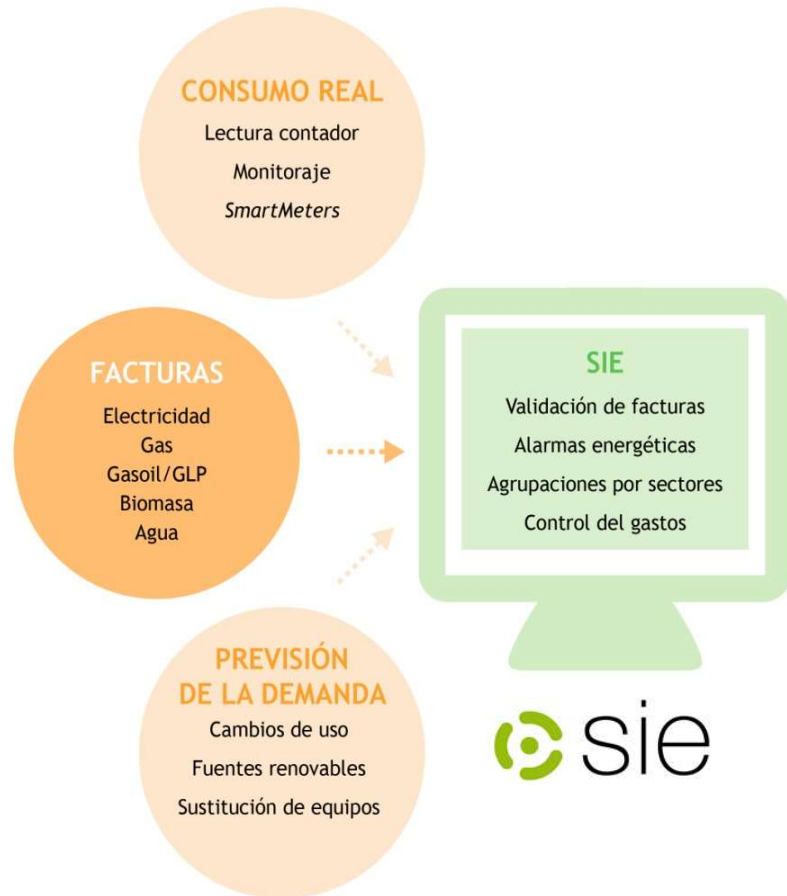 CONSUMO REAL
Lectura contador
Monitoraje
SmartMeters
FACTURAS
Electricidad
Gas
Gasoil/GLP
Biomasa
Agua
PREVISIÓN
DE LA DEMANDA
Cambios de uso
Fuentes renovables
Sustitución de equipos
SIE
Validación de facturas
Alarmas energéticas
Agrupaciones por sectores
Control del gastos
sie